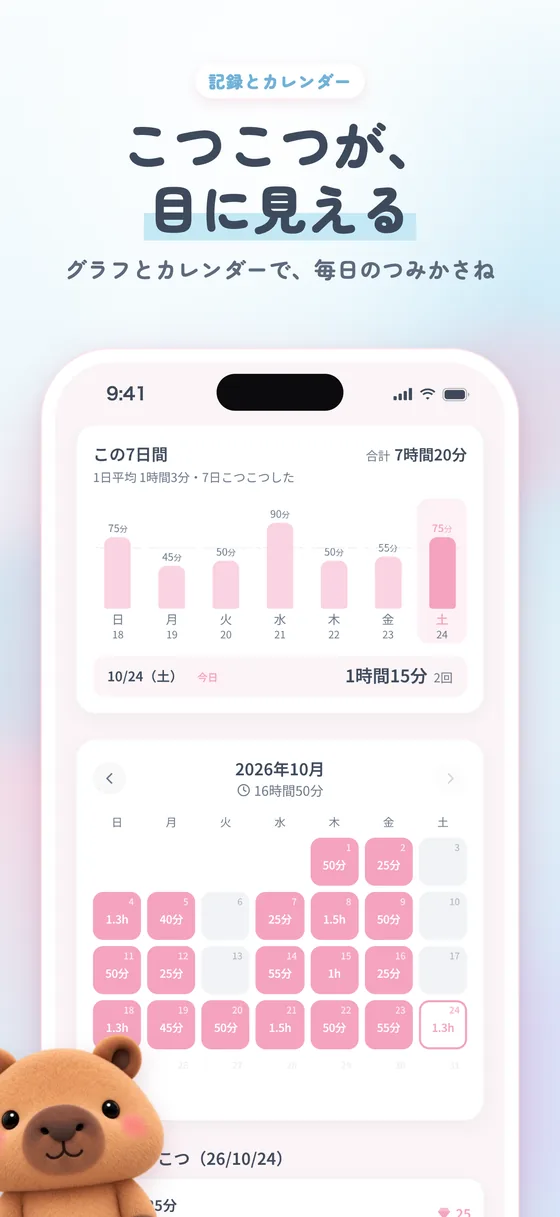 記録とカレンダー
こつこつが、
目に見える
グラフとカレンダーで、毎日のつみかさね
9:41
この7日間
合計 7時間20分
1日平均 1時間3分・7日こつこつした
75分 45分 50分 90分 50分 55分 75分
日 月 火 水 木 金 土
18 19 20 21 22 23 24
10/24（土） 今日 1時間15分 2回
2026年10月
16時間50分
日 月 火 水 木 金 土
1 2 3
50分 25分
4 5 6 7 8 9 10
1.3h 40分 25分 1.5h 50分
11 12 13 14 15 16 17
50分 25分 55分 1h 25分
18 19 20 21 22 23 24
1.3h 45分 50分 1.5h 50分 55分 1.3h
27 28 29 30 31
こつ（26/10/24）
5分
25